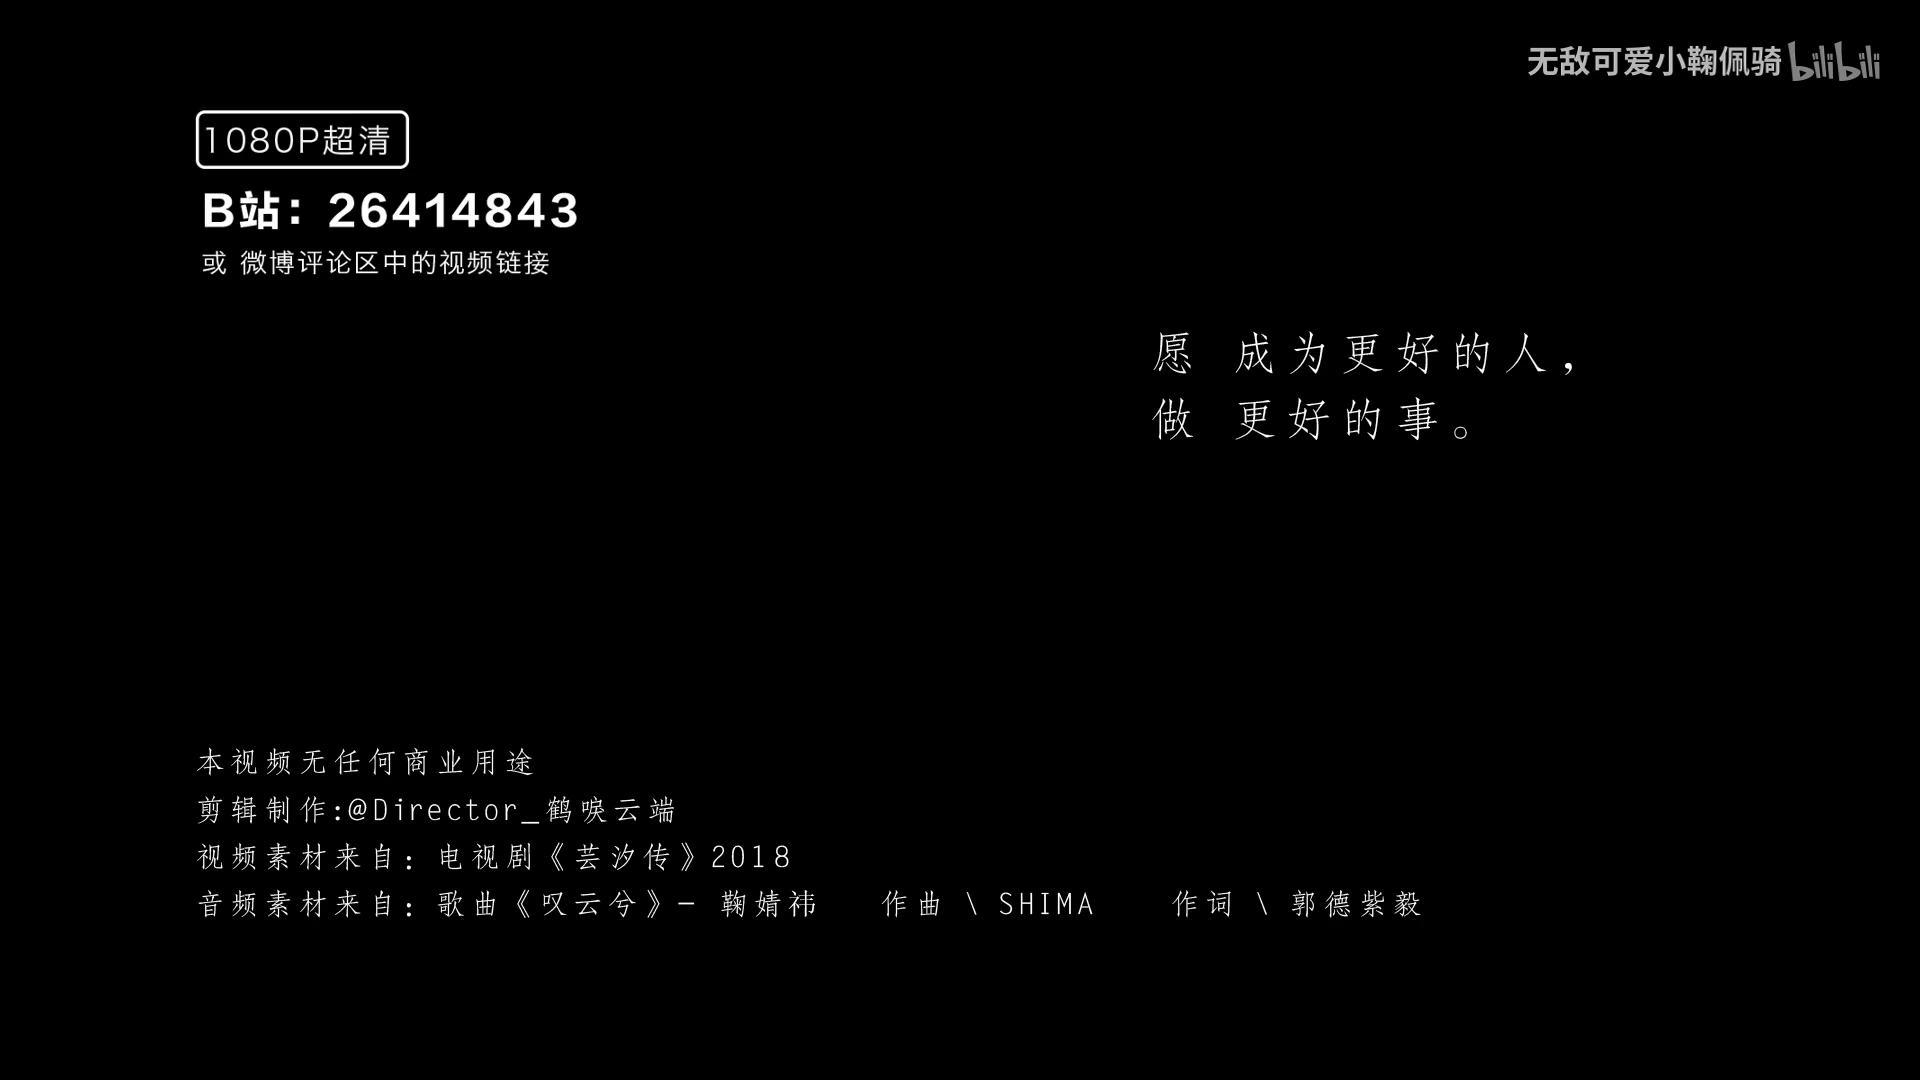 无敌可爱小鞠佩骑 bilibili
1080P超清
B站：26414843
或 微博评论区中的视频链接
愿 成为更好的人，
做 更好的事。
本视频无任何商业用途
剪辑制作:@Director_鹤唳云端
视频素材来自：电视剧《芸汐传》2018
音频素材来自：歌曲《叹云兮》— 鞠婧祎 作曲 \ SHIMA 作词 \ 郭德紫毅